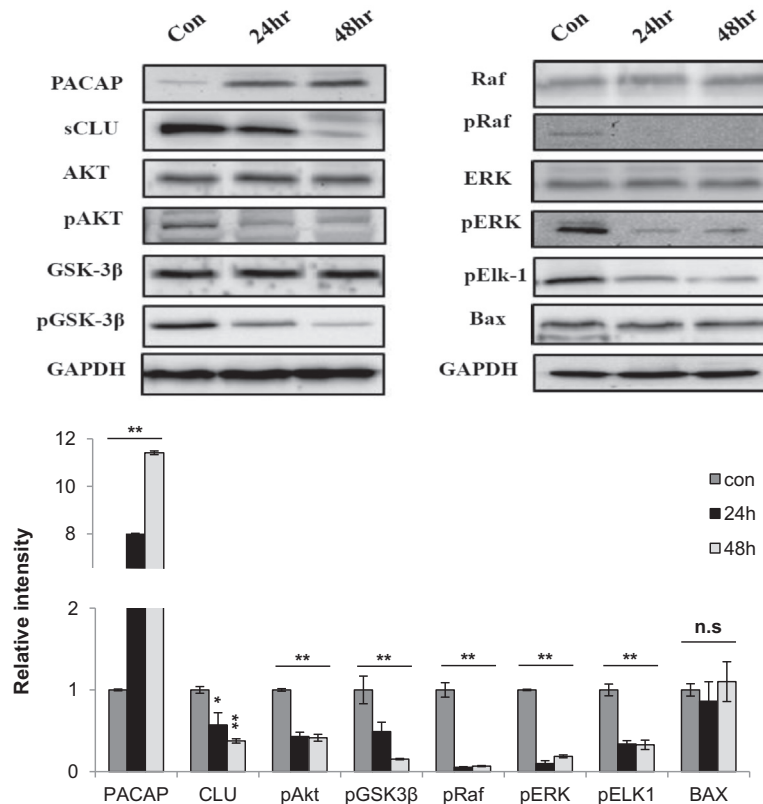 Con 24hr 48hr
PACAP
sCLU
AKT
pAKT
GSK-3β
pGSK-3β
GAPDH
Con 24hr 48hr
Raf
pRaf
ERK
pERK
pElk-1
Bax
GAPDH
Relative intensity
12
10
8
2
1
0
**
*
**
**
**
**
**
**
n.s
con
24h
48h
PACAP CLU pAkt pGSK3β pRaf pERK pELK1 BAX